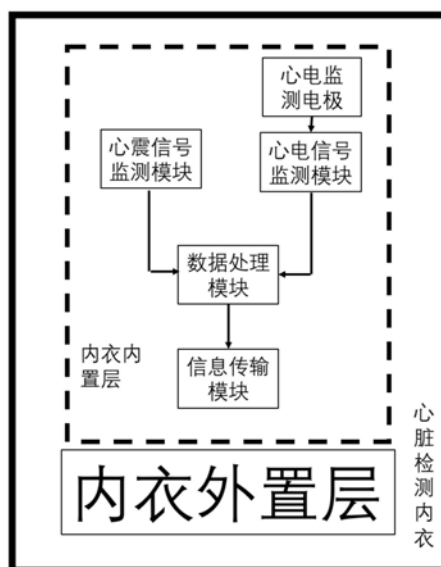 心电监
测电极
心震信号
监测模块
心电信号
监测模块
数据处理
模块
内衣内
置层
信息传输
模块
内衣外置层
心脏检测内衣